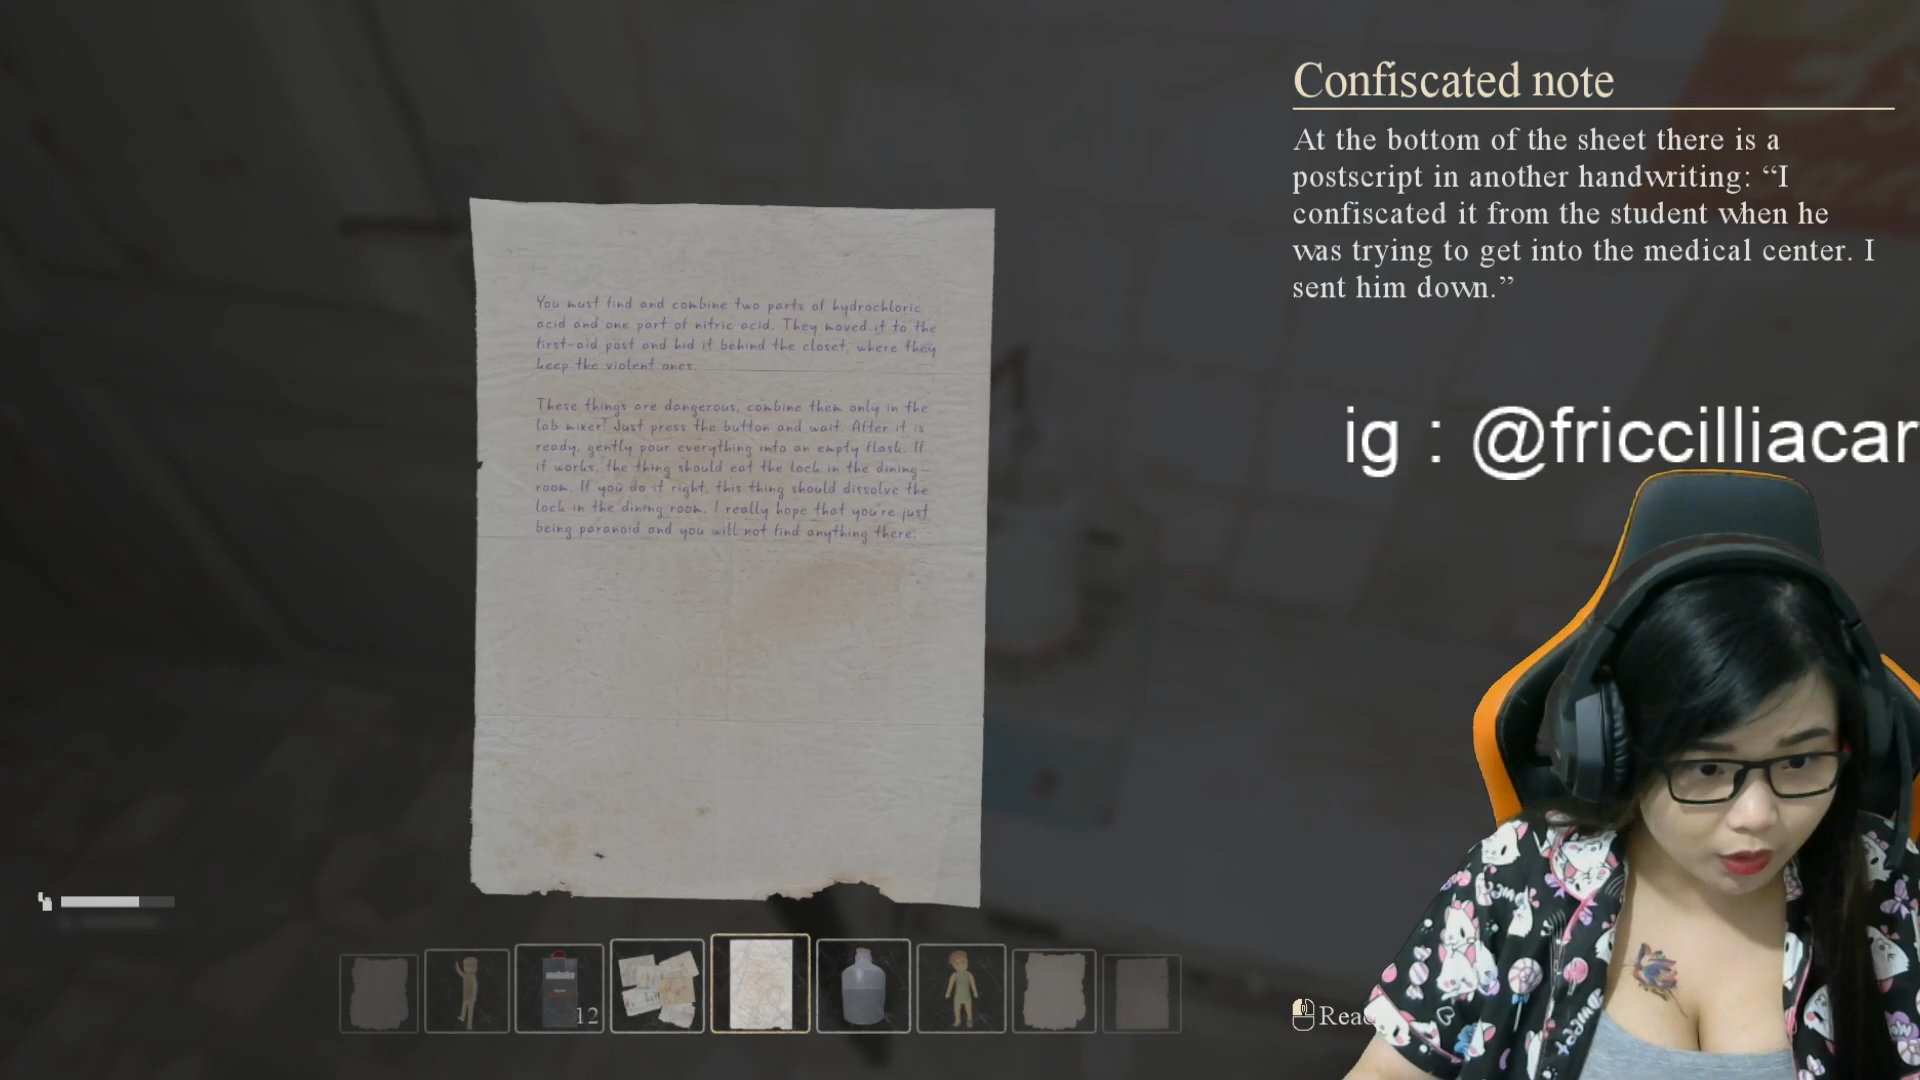 Confiscated note
At the bottom of the sheet there is a
postscript in another handwriting: “I
confiscated it from the student when he
was trying to get into the medical center. I
sent him down.”
You must find and combine two parts of hydrochloric
acid and one part of nitric acid. They moved it to the
first-aid post and hid it behind the closet, where they
keep the violent ones.
These things are dangerous, combine them only in the
lab mixer! Just press the button and wait. After it is
ready, gently pour everything into an empty flask. If
it works, the thing should eat the lock in the dining
room. If you do it right, this thing should dissolve the
lock in the dining room. I really hope that you're just
being paranoid and you will not find anything there.
ig : @friccilliacar
12
Read